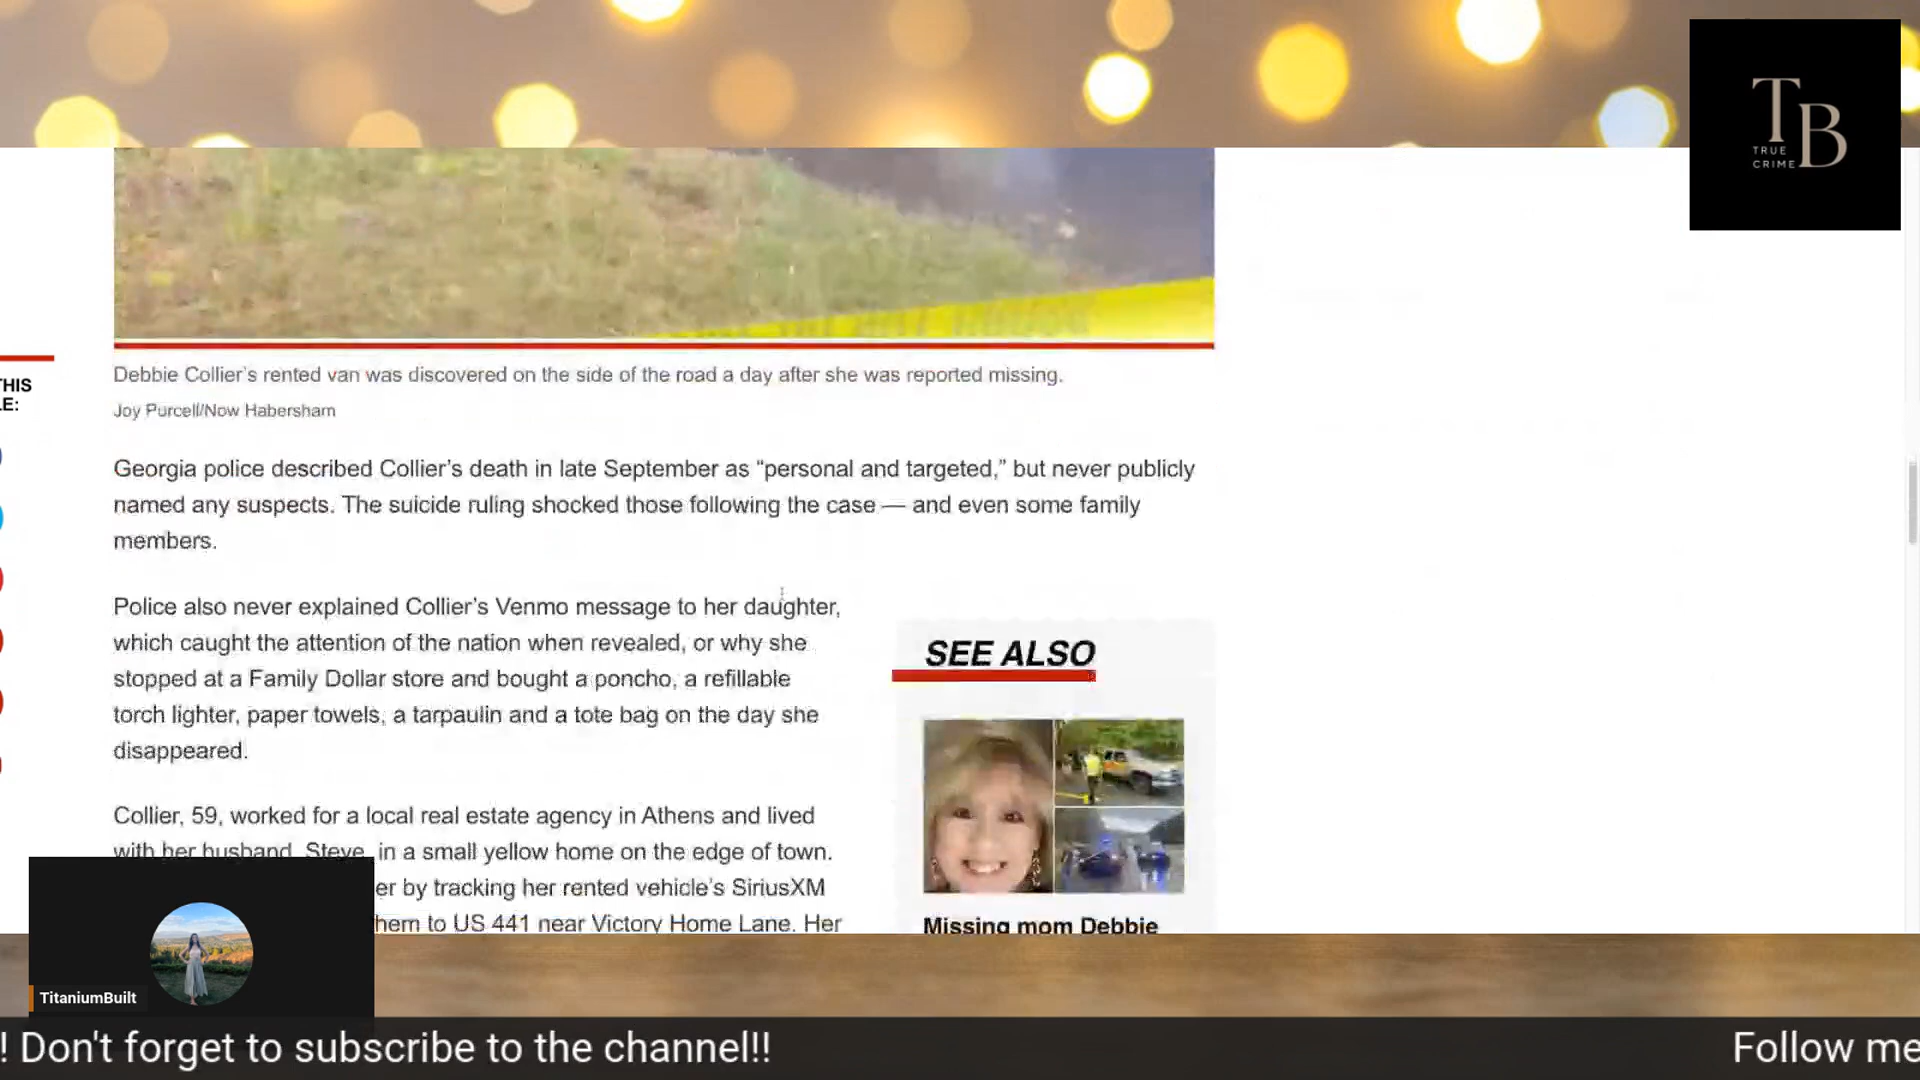 TB
TRUE
CRIME
THIS
LE:
Debbie Collier's rented van was discovered on the side of the road a day after she was reported missing.
Joy Purcell/Now Habersham
Georgia police described Collier's death in late September as “personal and targeted,” but never publicly
named any suspects. The suicide ruling shocked those following the case — and even some family
members.
Police also never explained Collier's Venmo message to her daughter,
which caught the attention of the nation when revealed, or why she
stopped at a Family Dollar store and bought a poncho, a refillable
torch lighter, paper towels, a tarpaulin and a tote bag on the day she
disappeared.
Collier, 59, worked for a local real estate agency in Athens and lived
with her husband, Steve, in a small yellow home on the edge of town.
er by tracking her rented vehicle's SiriusXM
hem to US 441 near Victory Home Lane. Her
SEE ALSO
Missing mom Debbie
TitaniumBuilt
! Don't forget to subscribe to the channel!!
Follow me